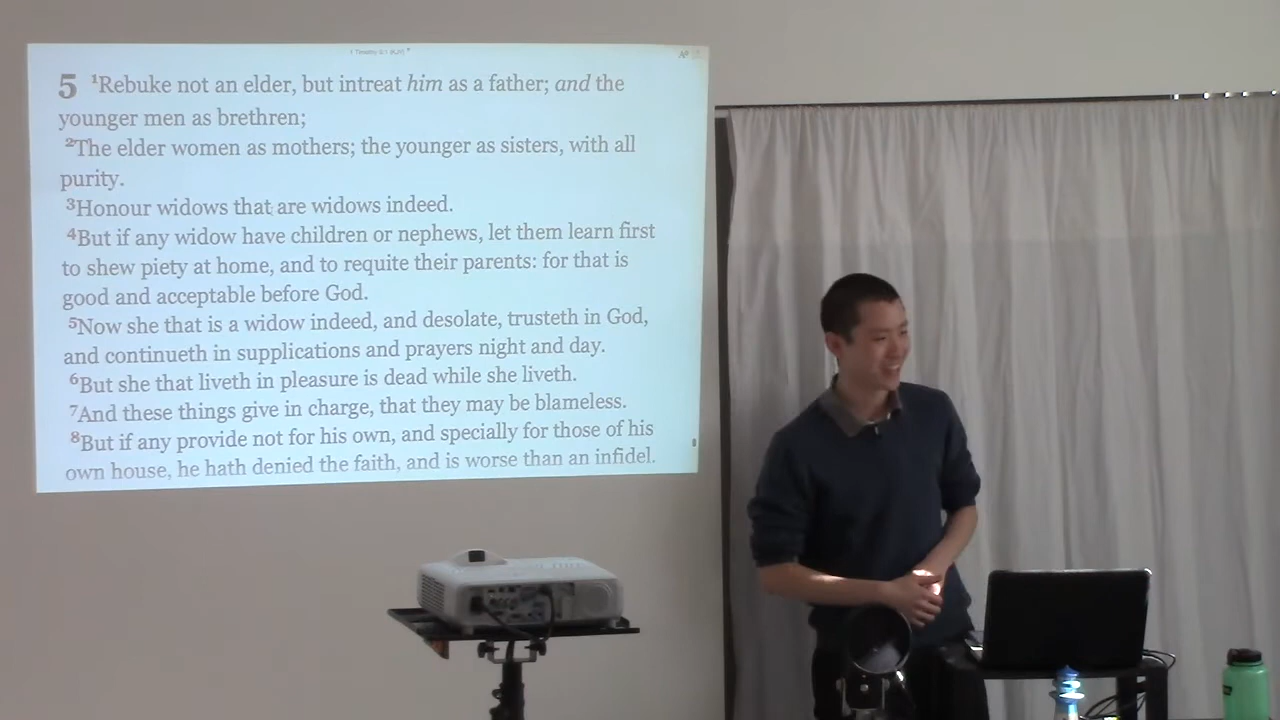 1 Timothy 5:1 (KJV)
5 ¹Rebuke not an elder, but intreat him as a father; and the
younger men as brethren;
²The elder women as mothers; the younger as sisters, with all
purity.
³Honour widows that are widows indeed.
⁴But if any widow have children or nephews, let them learn first
to shew piety at home, and to requite their parents: for that is
good and acceptable before God.
⁵Now she that is a widow indeed, and desolate, trusteth in God,
and continueth in supplications and prayers night and day.
⁶But she that liveth in pleasure is dead while she liveth.
⁷And these things give in charge, that they may be blameless.
⁸But if any provide not for his own, and specially for those of his
own house, he hath denied the faith, and is worse than an infidel.